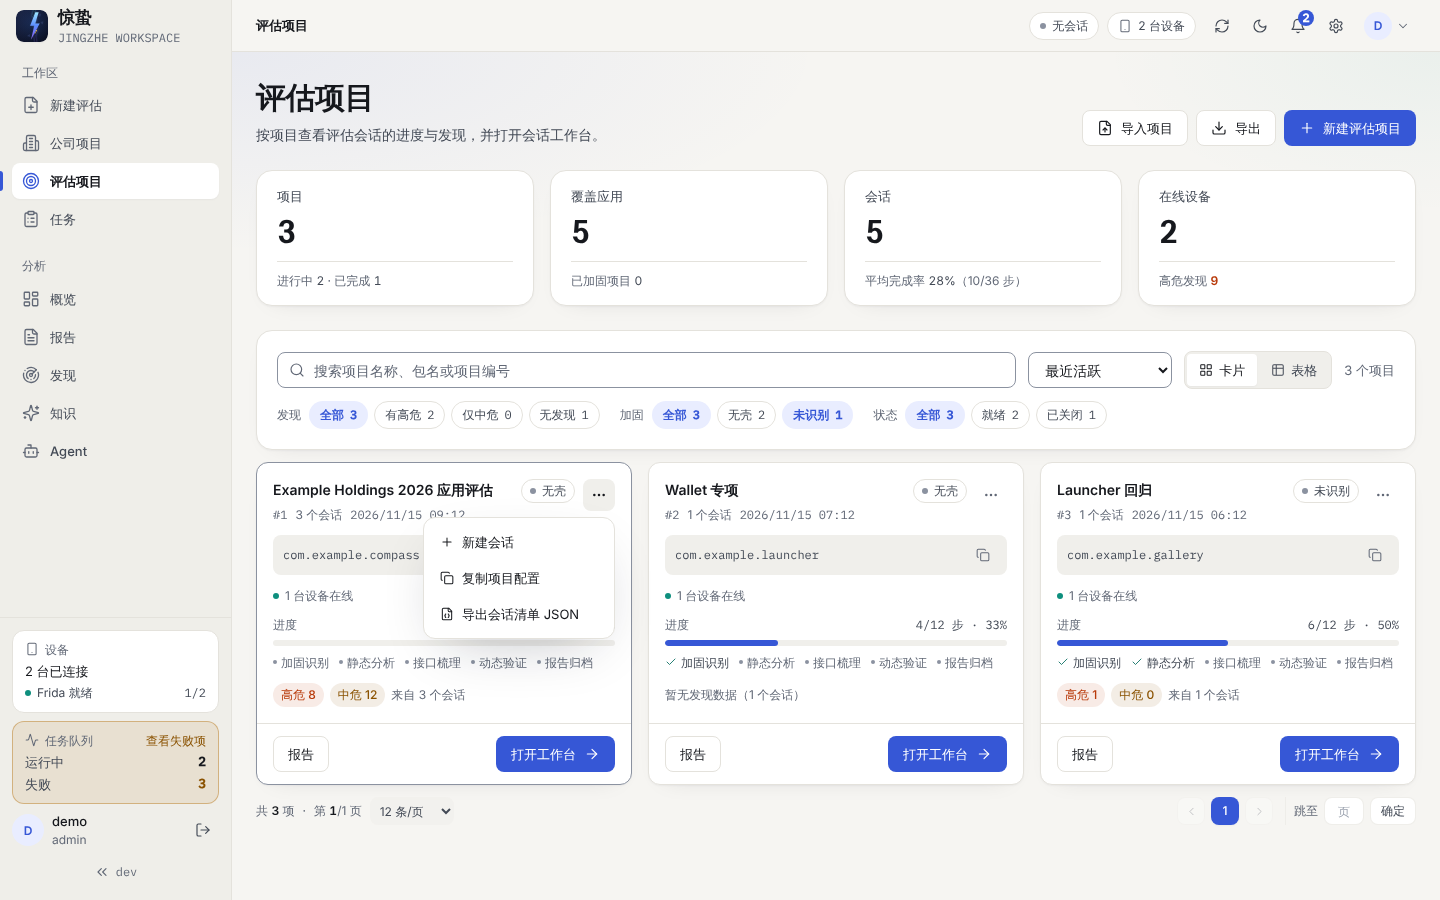 惊蛰
JINGZHE WORKSPACE
工作区
新建评估
公司项目
评估项目
任务
分析
概览
报告
发现
知识
Agent
设备
2 台已连接
Frida 就绪 1/2
任务队列 查看失败项
运行中 2
失败 3
D demo
admin
dev
评估项目 无会话 2 台设备 2 D
评估项目
按项目查看评估会话的进度与发现，并打开会话工作台。
导入项目 导出 新建评估项目
项目
3
进行中 2 · 已完成 1
覆盖应用
5
已加固项目 0
会话
5
平均完成率 28%（10/36 步）
在线设备
2
高危发现 9
搜索项目名称、包名或项目编号 最近活跃 卡片 表格 3 个项目
发现 全部 3 有高危 2 仅中危 0 无发现 1 加固 全部 3 无壳 2 未识别 1 状态 全部 3 就绪 2 已关闭 1
Example Holdings 2026 应用评估 无壳
#1 3 个会话 2026/11/15 09:12
com.example.compass
新建会话
复制项目配置
导出会话清单 JSON
1 台设备在线
进度
加固识别 静态分析 接口梳理 动态验证 报告归档
高危 8 中危 12 来自 3 个会话
报告 打开工作台
Wallet 专项 无壳
#2 1 个会话 2026/11/15 07:12
com.example.launcher
1 台设备在线
进度 4/12 步 · 33%
加固识别 静态分析 接口梳理 动态验证 报告归档
暂无发现数据（1 个会话）
报告 打开工作台
Launcher 回归 未识别
#3 1 个会话 2026/11/15 06:12
com.example.gallery
1 台设备在线
进度 6/12 步 · 50%
加固识别 静态分析 接口梳理 动态验证 报告归档
高危 1 中危 0 来自 1 个会话
报告 打开工作台
共 3 项 · 第 1/1 页 12 条/页 1 跳至 页 确定